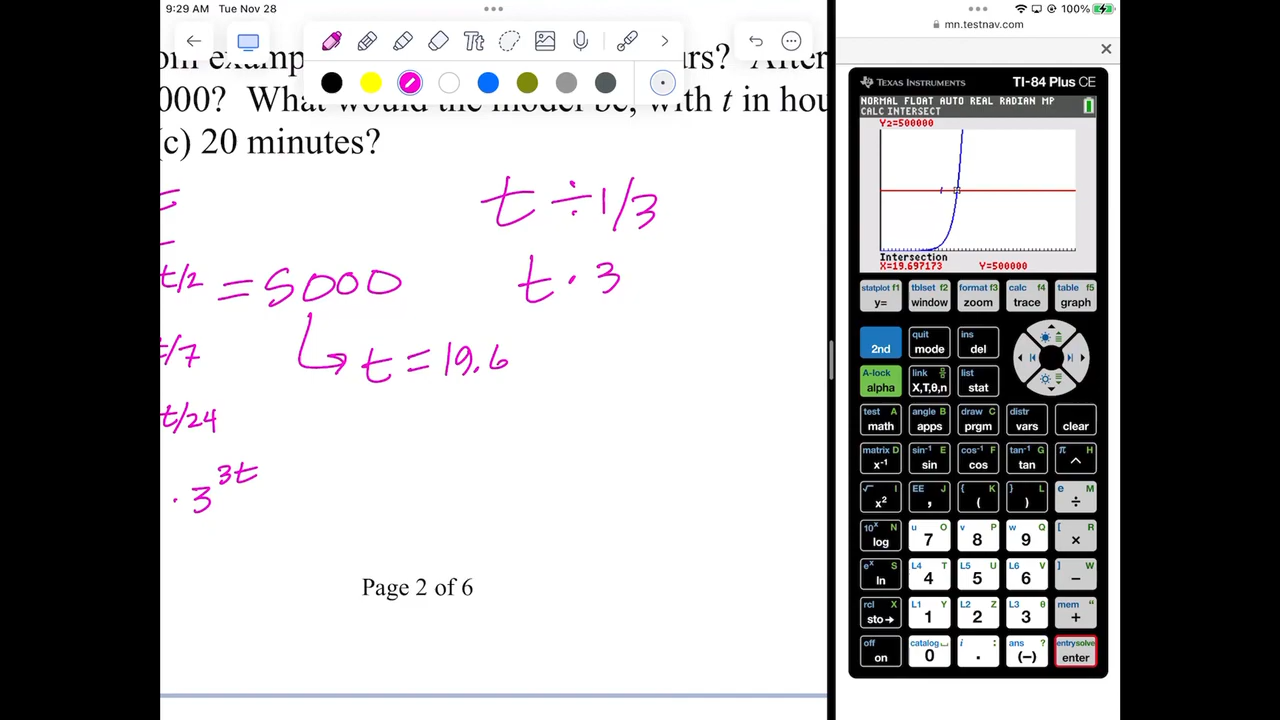 9:29 AM Tue Nov 28
om examp urs? After
000? What would the model be, with t in hou
(c) 20 minutes?
t ÷ 1/3
t/2 = 5000
t · 3
t/7
t = 19.6
t/24
· 3^3t
Page 2 of 6
100%
mn.testnav.com
TEXAS INSTRUMENTS TI-84 Plus CE
NORMAL FLOAT AUTO REAL RADIAN MP
CALC INTERSECT
Y2=500000
Intersection
X=19.697173 Y=500000
statplot f1 tblset f2 format f3 calc f4 table f5
y= window zoom trace graph
quit ins
2nd mode del
A-lock link list
alpha X,T,θ,n stat
test A angle B draw C distr
math apps prgm vars clear
matrix D sin⁻¹ E cos⁻¹ F tan⁻¹ G π H
x⁻¹ sin cos tan ^
√ I EE J { K } L e M
x² , ( ) ÷
10ˣ N u O v P w Q [ R
log 7 8 9 ×
eˣ S L4 T L5 U L6 V ] W
ln 4 5 6 −
rcl X L1 Y L2 Z L3 θ mem "
sto→ 1 2 3 +
off catalog i : ans ? entry solve
on 0 . (−) enter